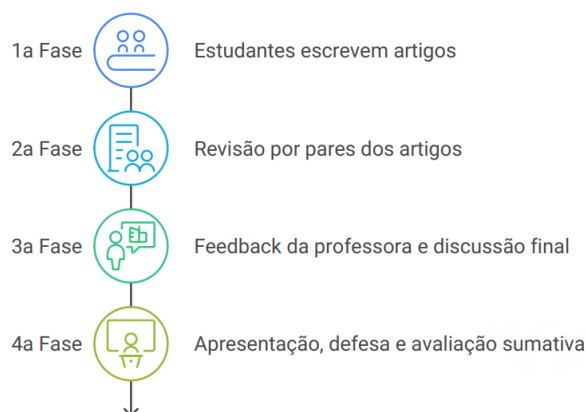 1a Fase Estudantes escrevem artigos
2a Fase Revisão por pares dos artigos
3a Fase Feedback da professora e discussão final
4a Fase Apresentação, defesa e avaliação sumativa